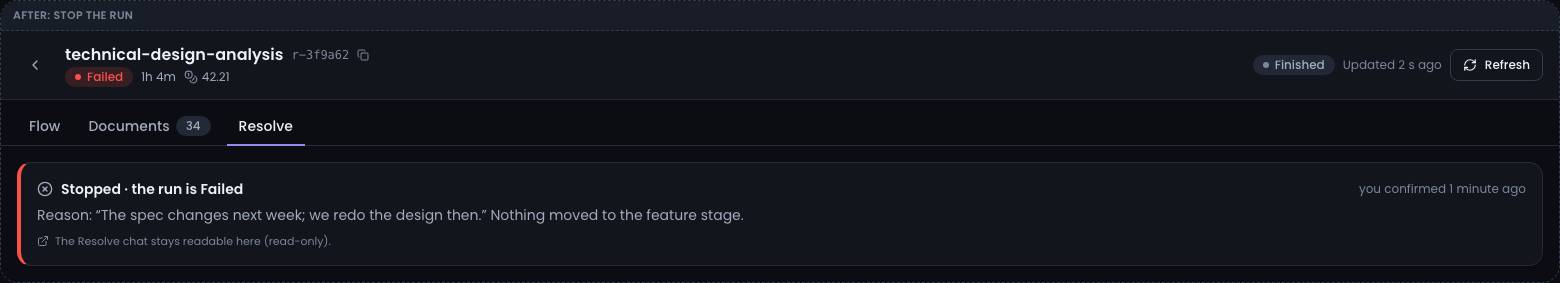 AFTER: STOP THE RUN
technical-design-analysis r-3f9a62
Failed 1h 4m 42.21
Finished Updated 2 s ago Refresh
Flow Documents 34 Resolve
Stopped · the run is Failed you confirmed 1 minute ago
Reason: “The spec changes next week; we redo the design then.” Nothing moved to the feature stage.
The Resolve chat stays readable here (read-only).